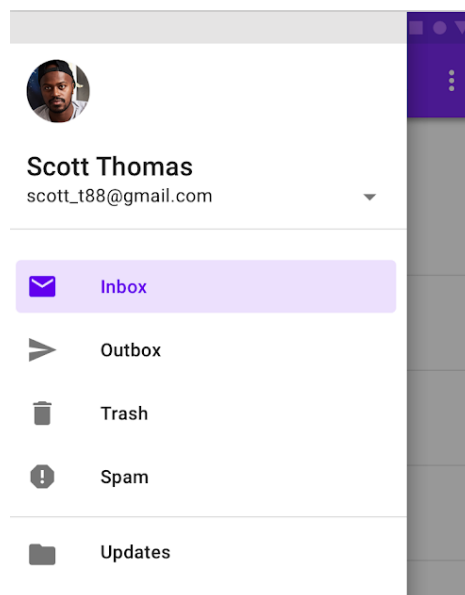 Scott Thomas
scott_t88@gmail.com
Inbox
Outbox
Trash
Spam
Updates